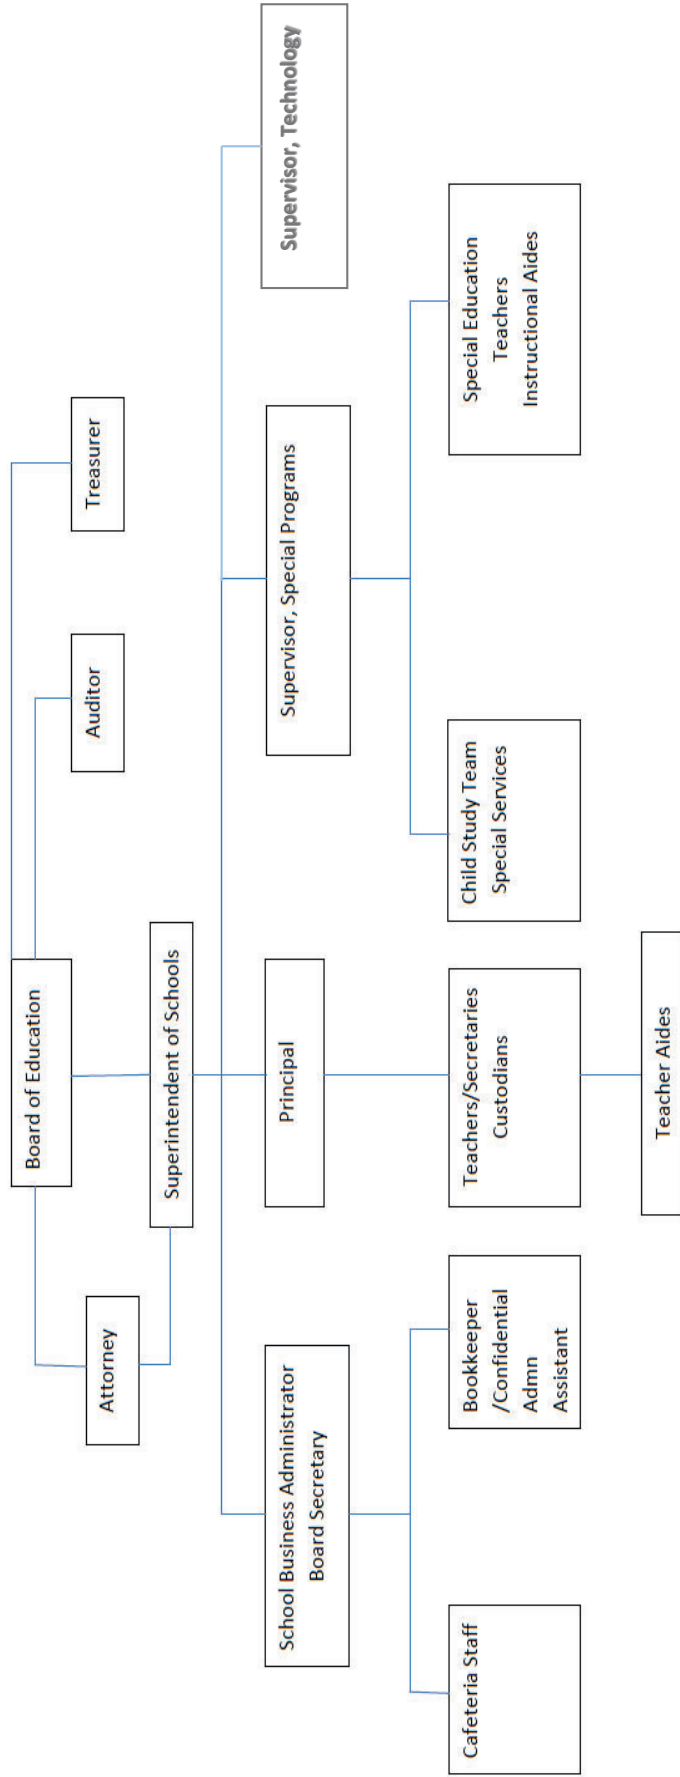 Board of Education
Attorney
Auditor
Treasurer
Superintendent of Schools
School Business Administrator
Board Secretary
Principal
Supervisor, Special Programs
Supervisor, Technology
Cafeteria Staff
Bookkeeper
/Confidential
Admn
Assistant
Teachers/Secretaries
Custodians
Child Study Team
Special Services
Special Education
Teachers
Instructional Aides
Teacher Aides